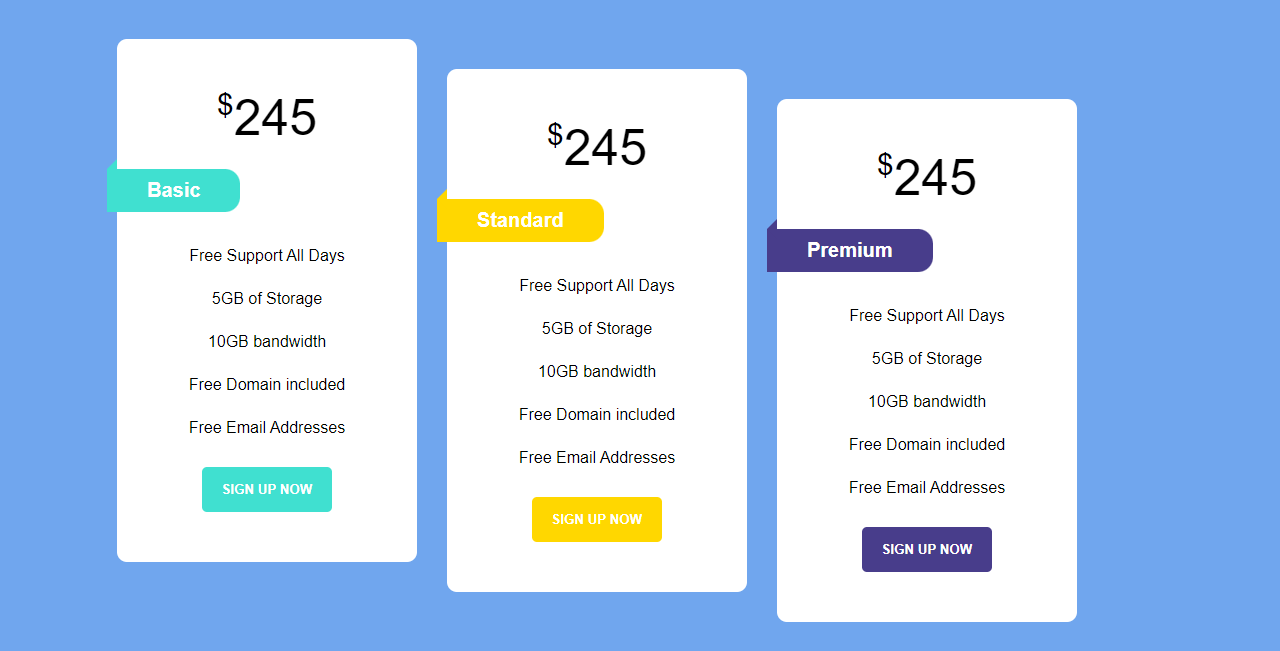 $245
Basic
Free Support All Days
5GB of Storage
10GB bandwidth
Free Domain included
Free Email Addresses
SIGN UP NOW
$245
Standard
Free Support All Days
5GB of Storage
10GB bandwidth
Free Domain included
Free Email Addresses
SIGN UP NOW
$245
Premium
Free Support All Days
5GB of Storage
10GB bandwidth
Free Domain included
Free Email Addresses
SIGN UP NOW